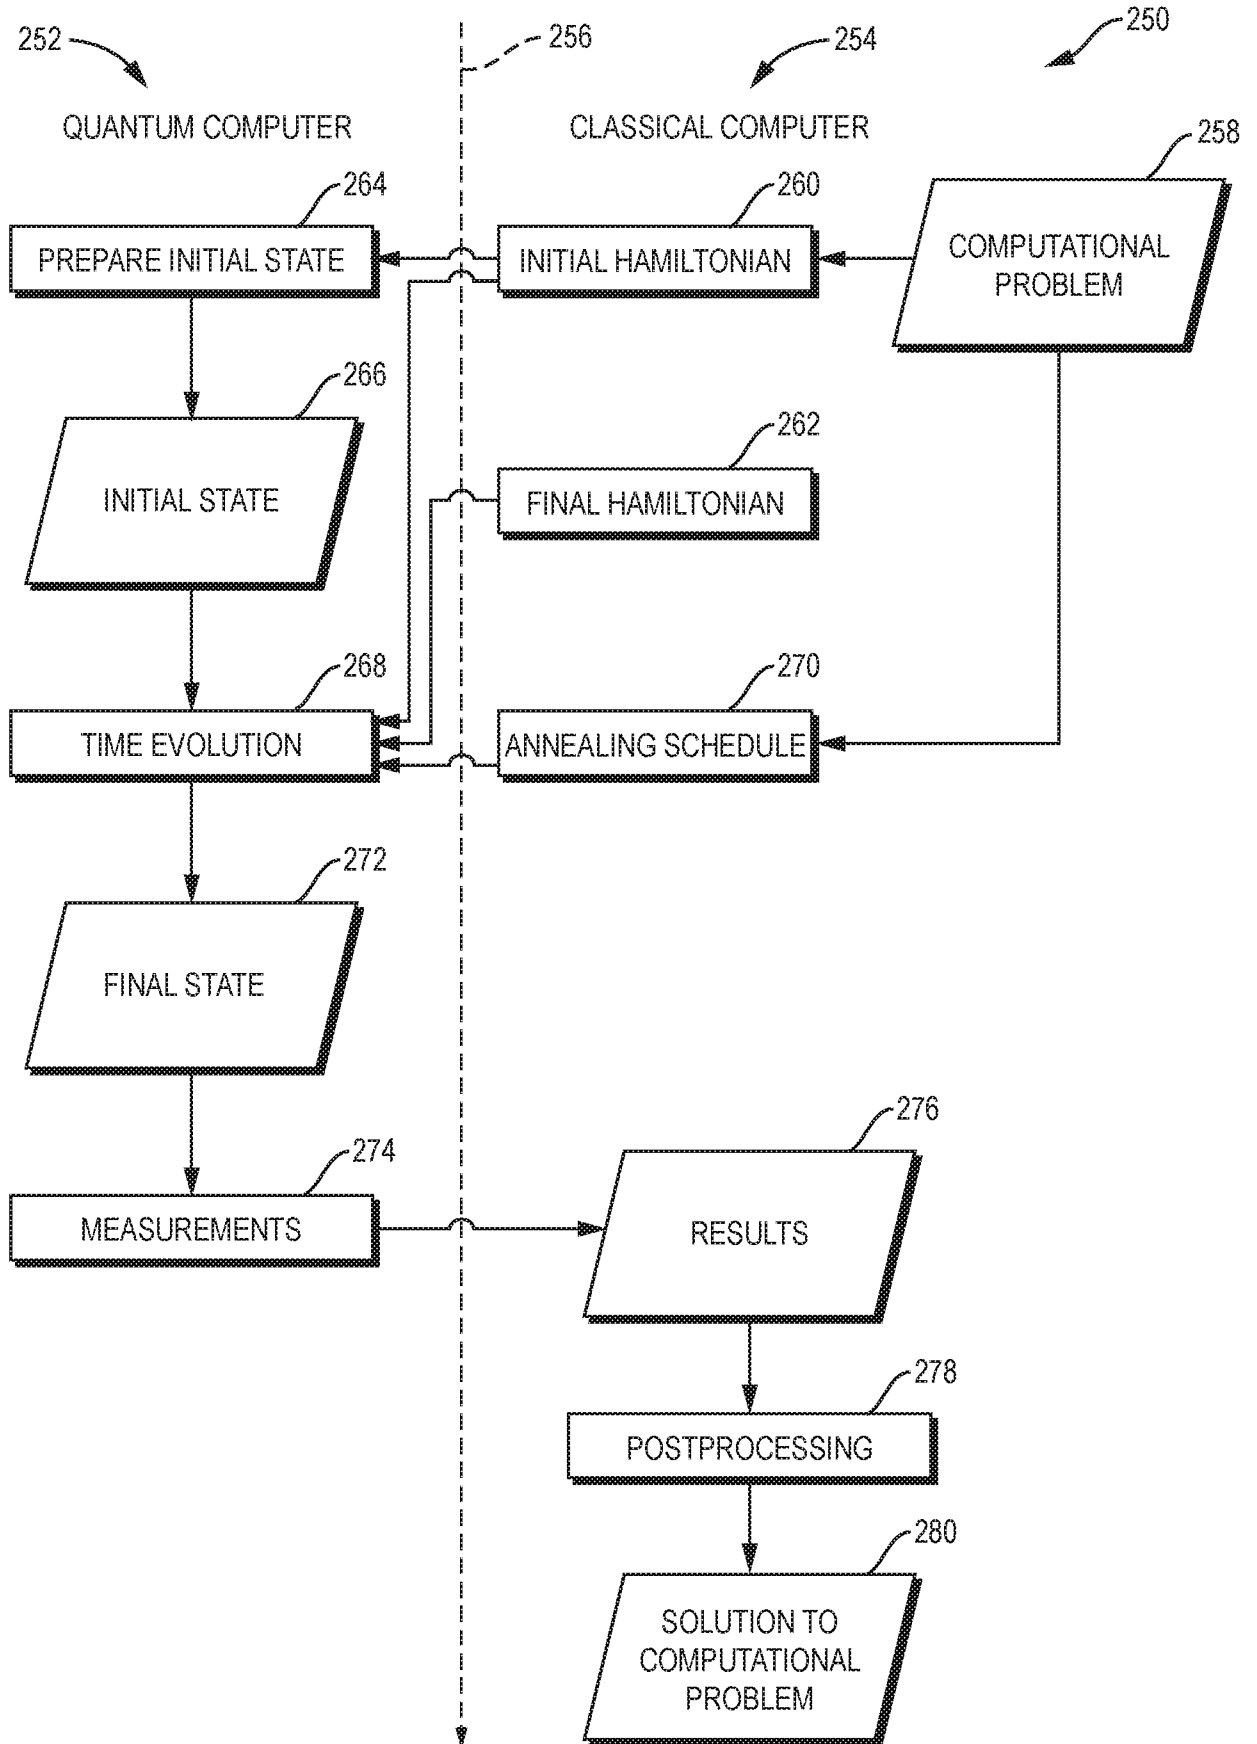 252
256
254
250
QUANTUM COMPUTER
CLASSICAL COMPUTER
258
264
260
PREPARE INITIAL STATE
INITIAL HAMILTONIAN
COMPUTATIONAL
PROBLEM
266
262
INITIAL STATE
FINAL HAMILTONIAN
268
270
TIME EVOLUTION
ANNEALING SCHEDULE
272
FINAL STATE
276
274
MEASUREMENTS
RESULTS
278
POSTPROCESSING
280
SOLUTION TO
COMPUTATIONAL
PROBLEM